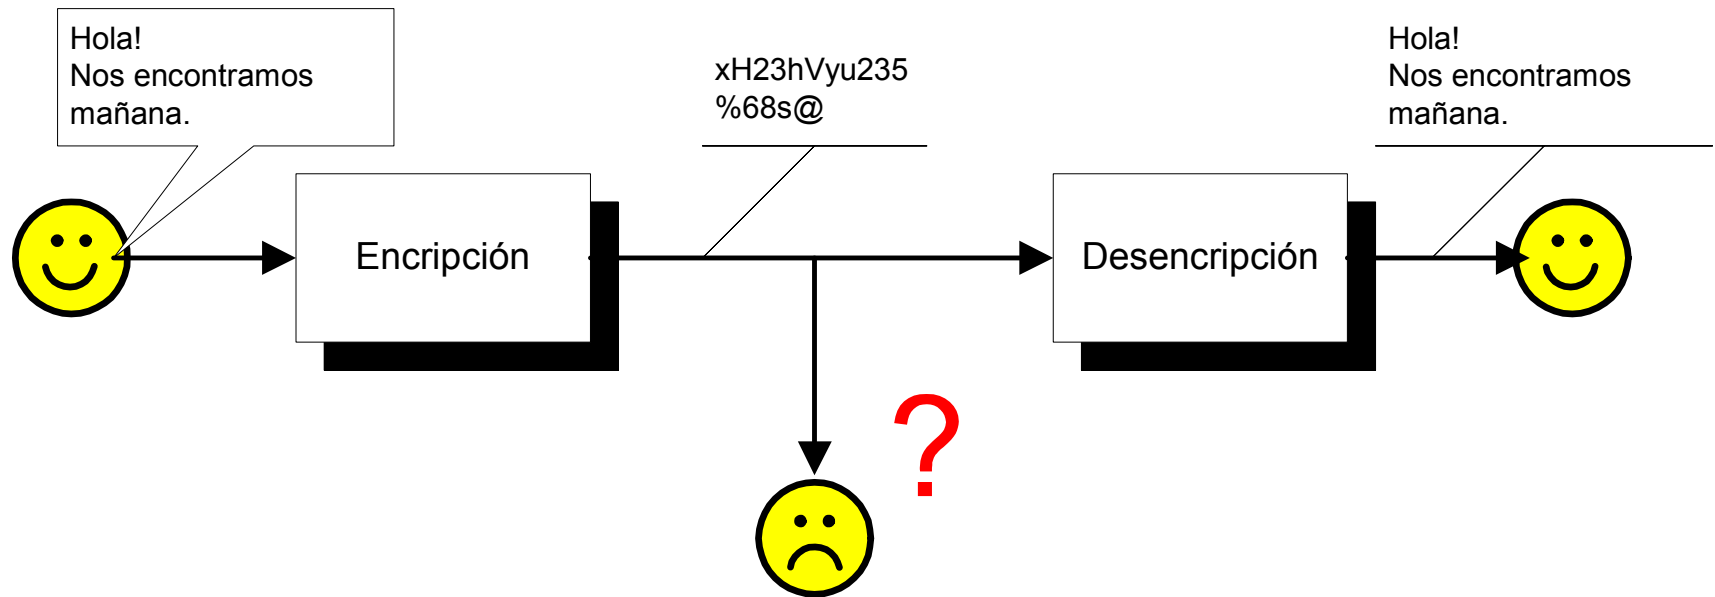 Hola!
Nos encontramos
mañana.
xH23hVyu235
%68s@
Hola!
Nos encontramos
mañana.
Encripción
Desencripción
?